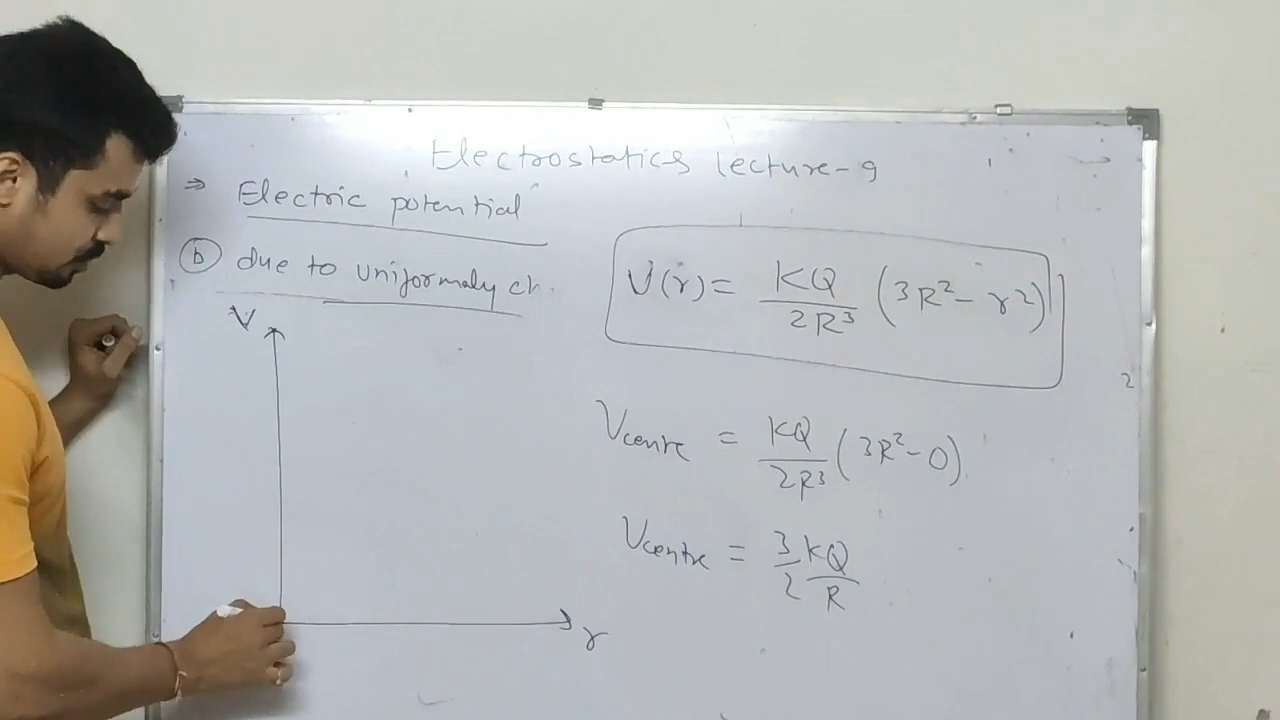 Electrostatics lecture-9
⇒ Electric potential
(b) due to uniformaly ch.
V(r) = KQ/2R³ (3R² - r²)
Vcentre = KQ/2R³ (3R² - 0)
Vcentre = 3/2 KQ/R
V
r
2